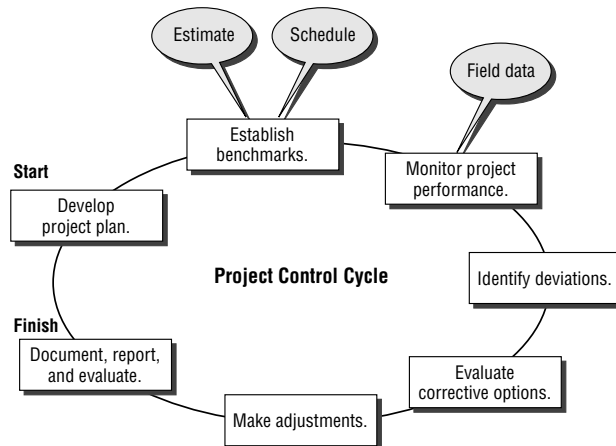 Estimate
Schedule
Field data
Establish
benchmarks.
Monitor project
performance.
Start
Develop
project plan.
Project Control Cycle
Identify deviations.
Finish
Document, report,
and evaluate.
Evaluate
corrective options.
Make adjustments.